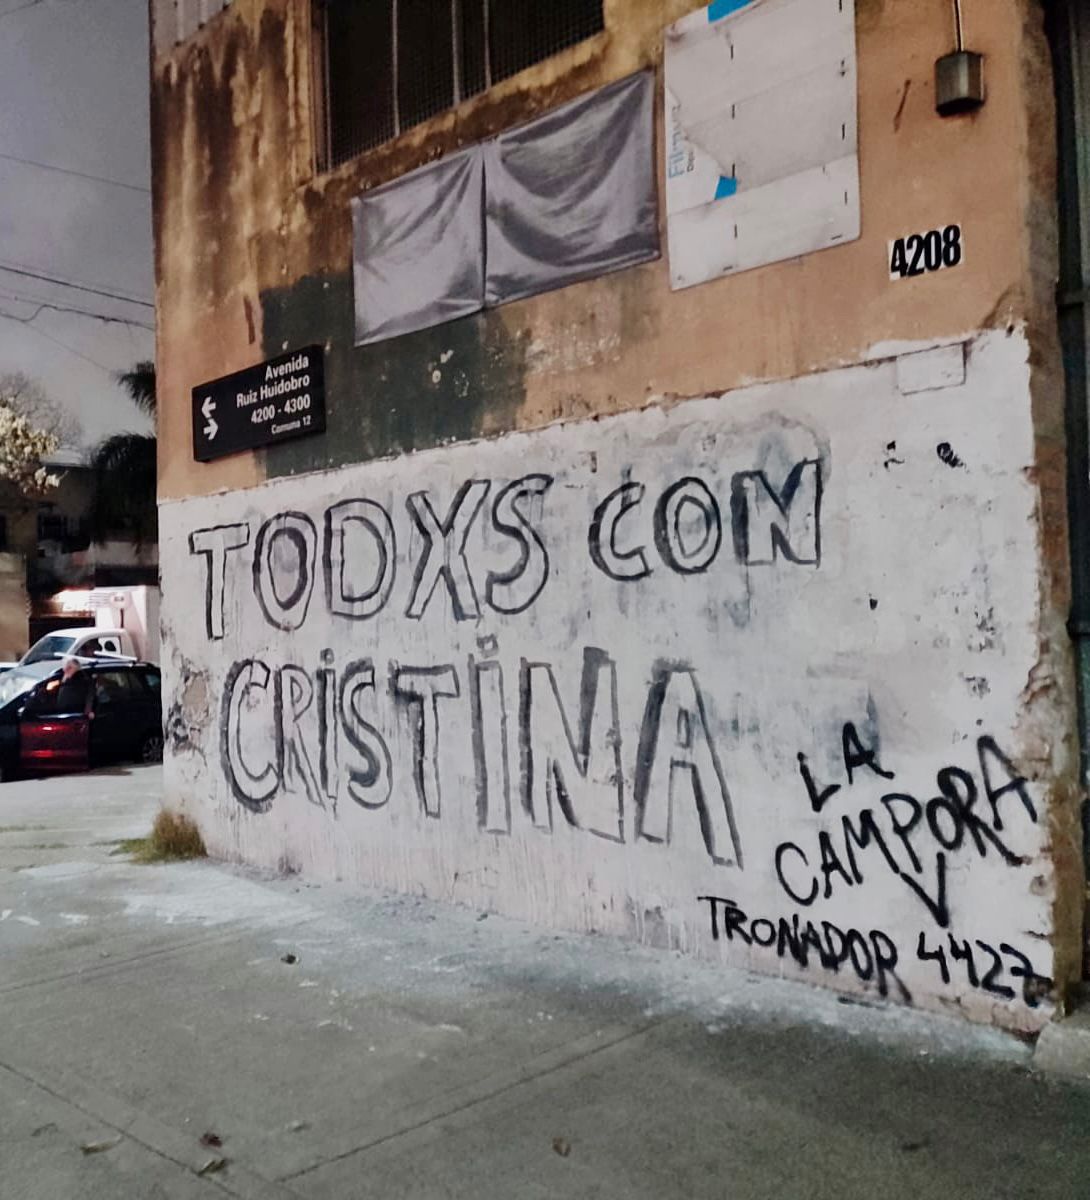 4208
Avenida
Ruiz Huidobro
4200 - 4300
Comuna 12
TODXS CON
CRISTINA
LA
CAMPORA
V
TRONADOR 4427